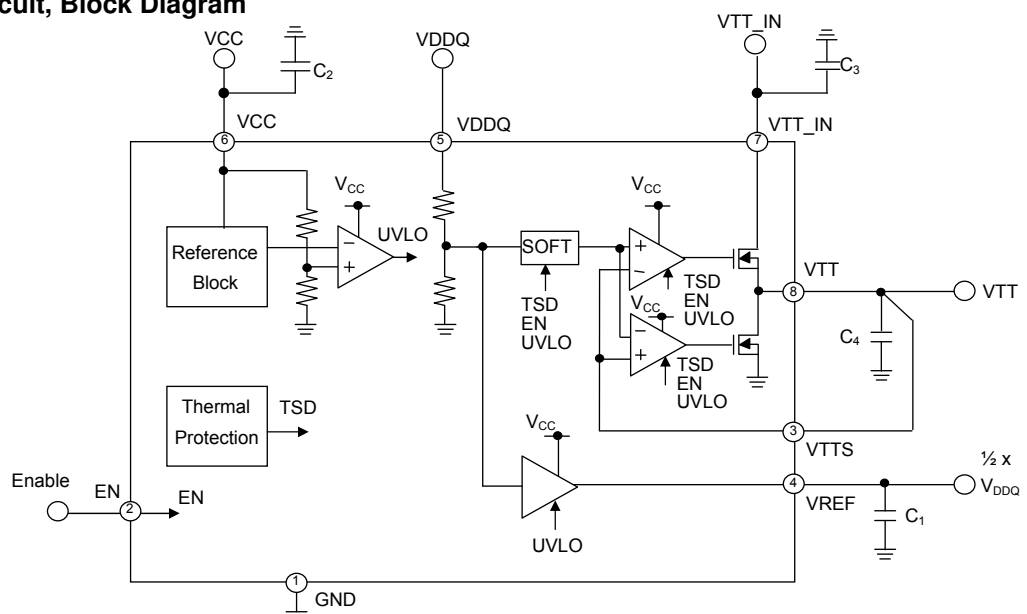 cuit, Block Diagram
VCC
C2
VDDQ
VTT_IN
C3
6
VCC
5
VDDQ
7
VTT_IN
VCC
VCC
UVLO
Reference
Block
−
+
SOFT
+
−
TSD
EN
UVLO
TSD
EN
UVLO
VTT
8
VTT
VCC
−
+
TSD
EN
UVLO
C4
Thermal
Protection
TSD
3
VTTS
VCC
½ x
VDDQ
4
VREF
Enable
EN
2
EN
C1
UVLO
1
GND